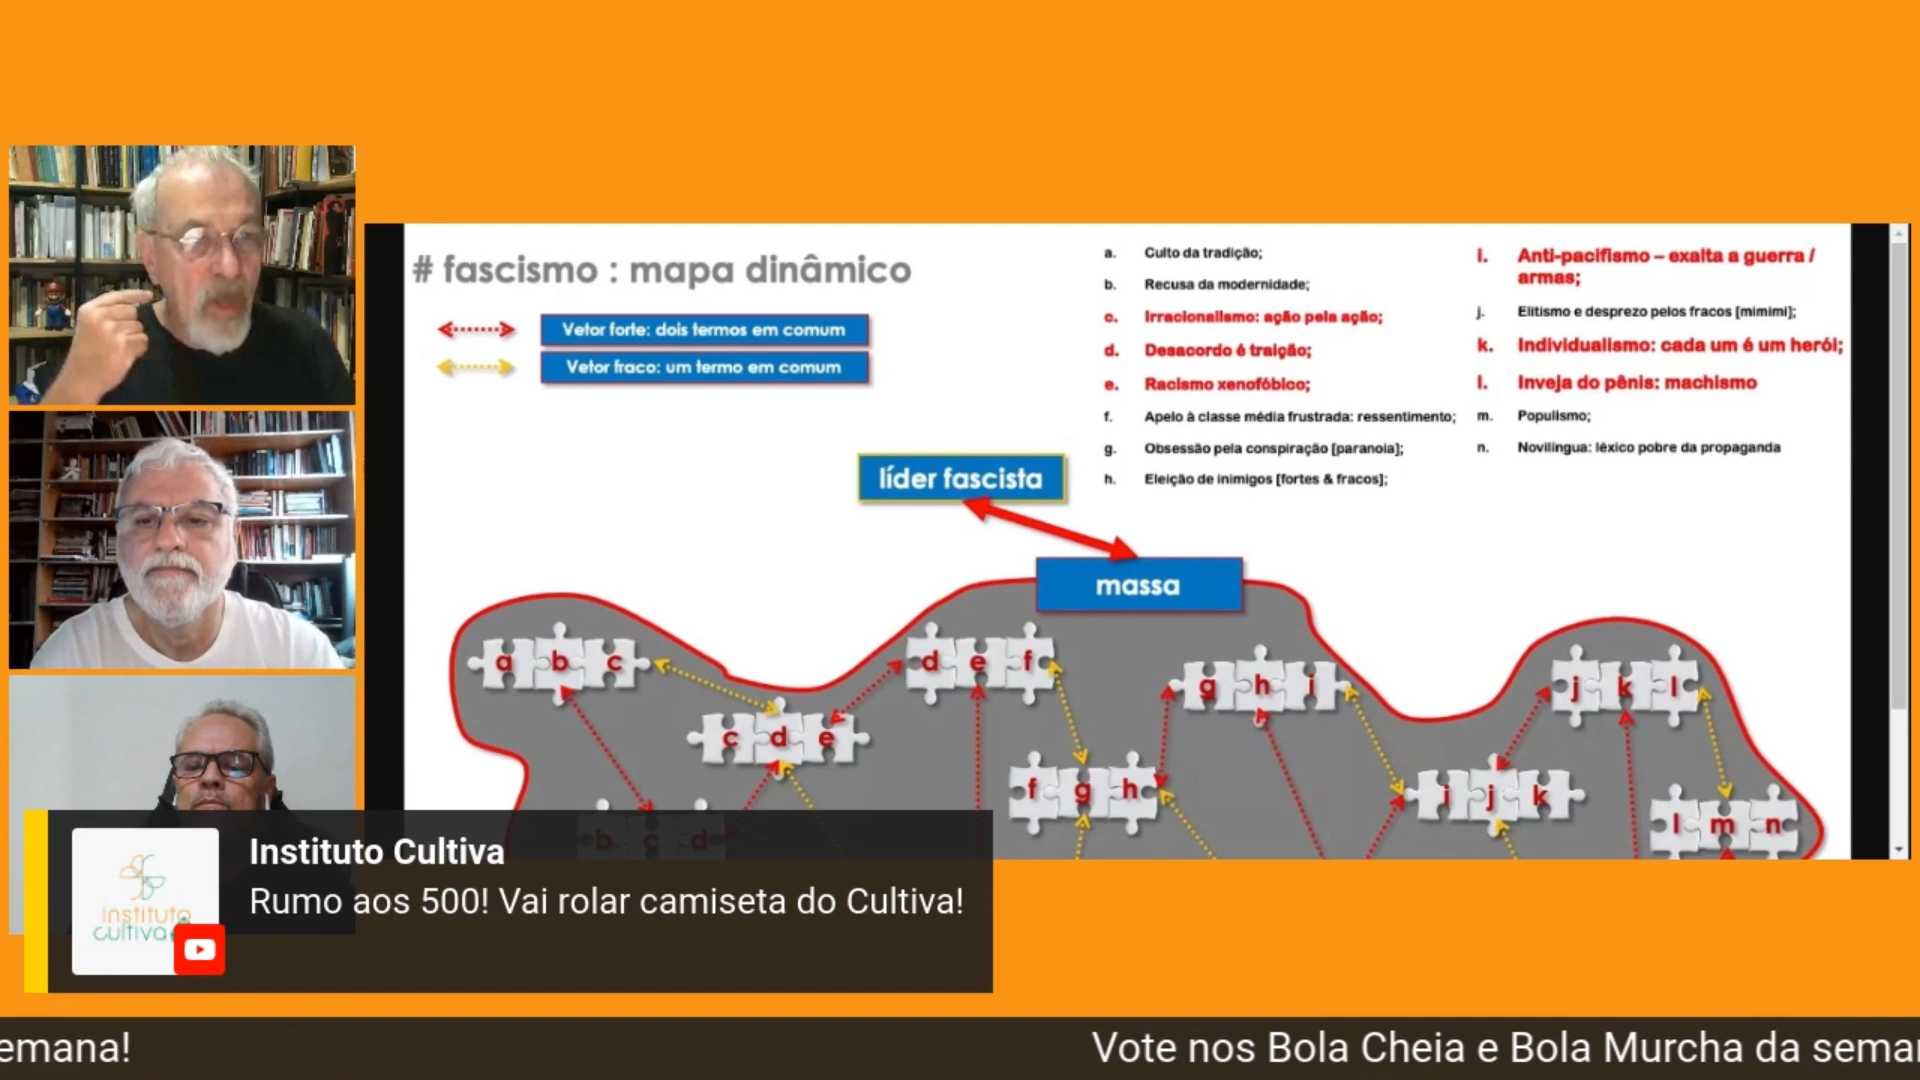 # fascismo : mapa dinâmico
Vetor forte: dois termos em comum
Vetor fraco: um termo em comum
a. Culto da tradição;
b. Recusa da modernidade;
c. Irracionalismo: ação pela ação;
d. Desacordo é traição;
e. Racismo xenofóbico;
f. Apelo à classe média frustrada: ressentimento;
g. Obsessão pela conspiração [paranoia];
h. Eleição de inimigos [fortes & fracos];
i. Anti-pacifismo – exalta a guerra /
armas;
j. Elitismo e desprezo pelos fracos [mimimi];
k. Individualismo: cada um é um herói;
l. Inveja do pênis: machismo
m. Populismo;
n. Novilíngua: léxico pobre da propaganda
líder fascista
massa
a b c
d e f
g h i
j k l
c d e
f g h
i j k
l m n
b c d
Instituto Cultiva
Rumo aos 500! Vai rolar camiseta do Cultiva!
instituto
cultiva
emana!
Vote nos Bola Cheia e Bola Murcha da semar